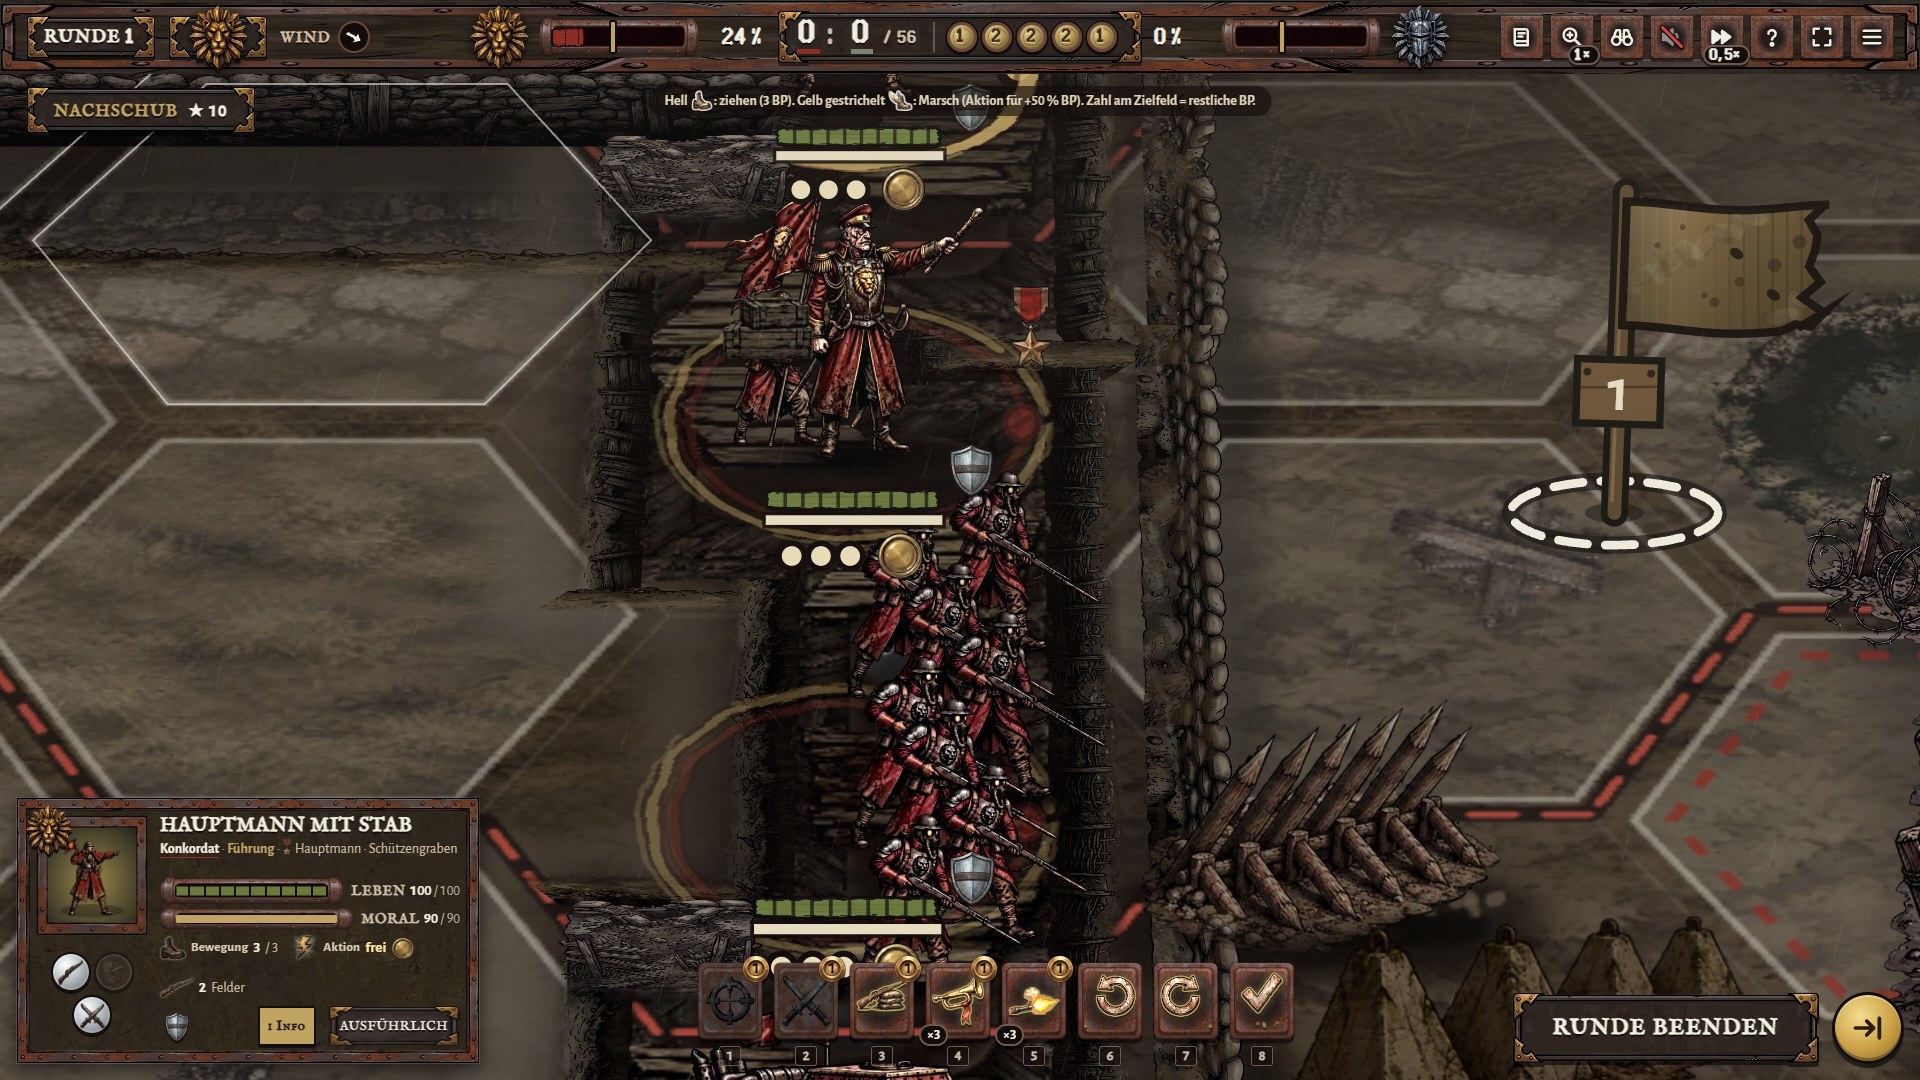 RUNDE 1
WIND
24 %
0 : 0 / 56
1 2 2 2 1
0 %
1×
0,5×
?
NACHSCHUB ★ 10
Hell : ziehen (3 BP). Gelb gestrichelt : Marsch (Aktion für +50 % BP). Zahl am Zielfeld = restliche BP.
1
HAUPTMANN MIT STAB
Konkordat · Führung · Hauptmann · Schützengraben
LEBEN 100 / 100
MORAL 90 / 90
Bewegung 3 / 3 Aktion frei
2 Felder
1 INFO
AUSFÜHRLICH
1 1 1 1 1
×3 ×3
1 2 3 4 5 6 7 8
RUNDE BEENDEN